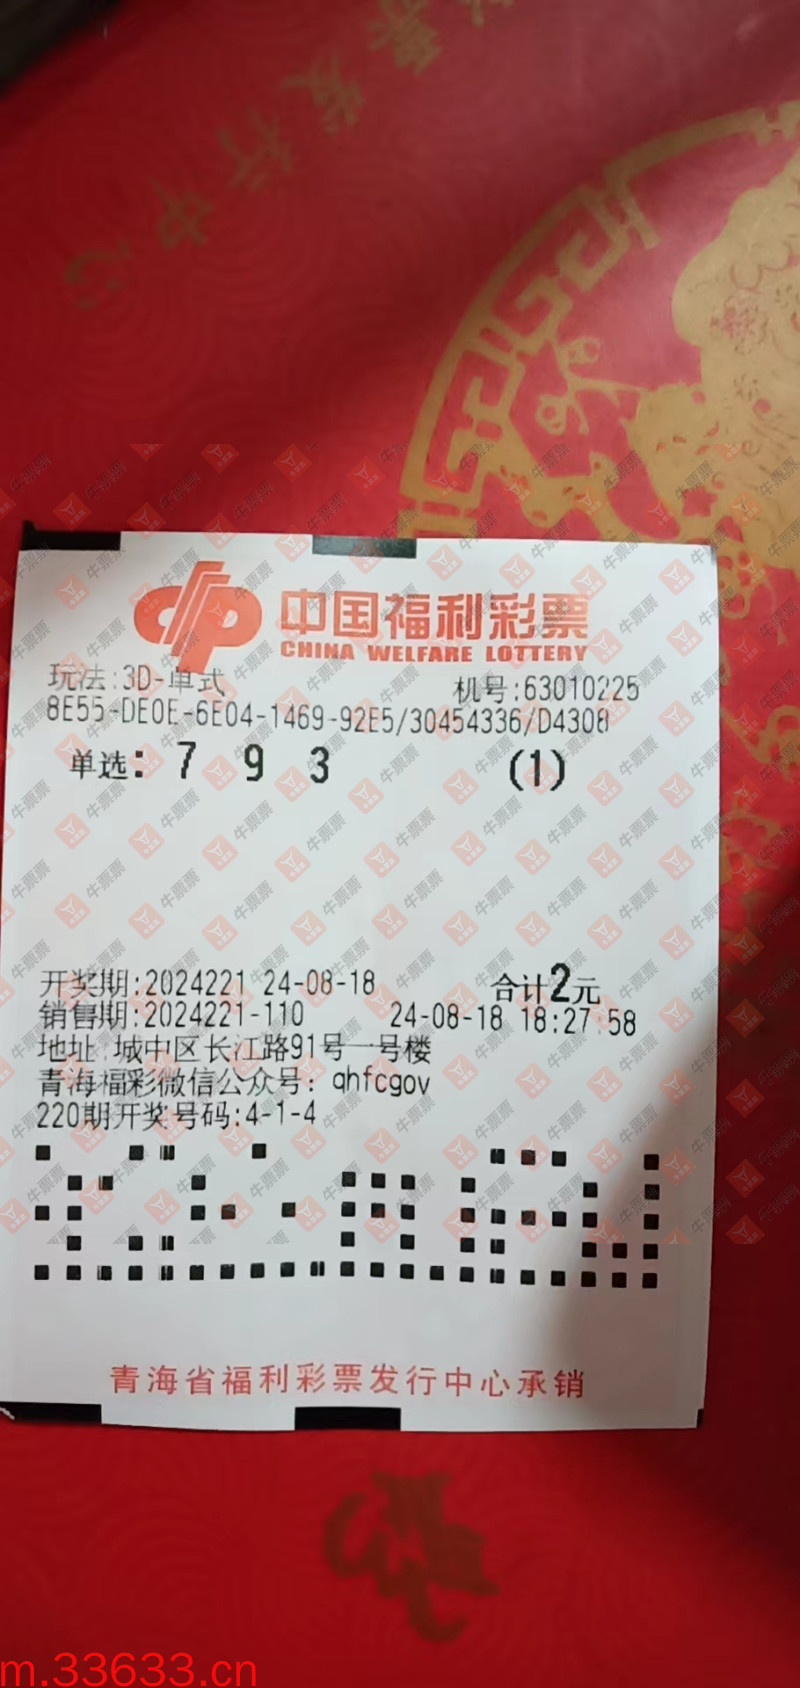 中国福利彩票
CHINA WELFARE LOTTERY
玩法:3D-单式 机号:63010225
8E55-DE0E-6E04-1469-92E5/30454336/D4308
单选: 7 9 3 (1)
开奖期:2024221 24-08-18 合计2元
销售期:2024221-110 24-08-18 18:27:58
地址:城中区长江路91号一号楼
青海福彩微信公众号: qhfcgov
220期开奖号码:4-1-4
青海省福利彩票发行中心承销
牛票票
m.33633.cn